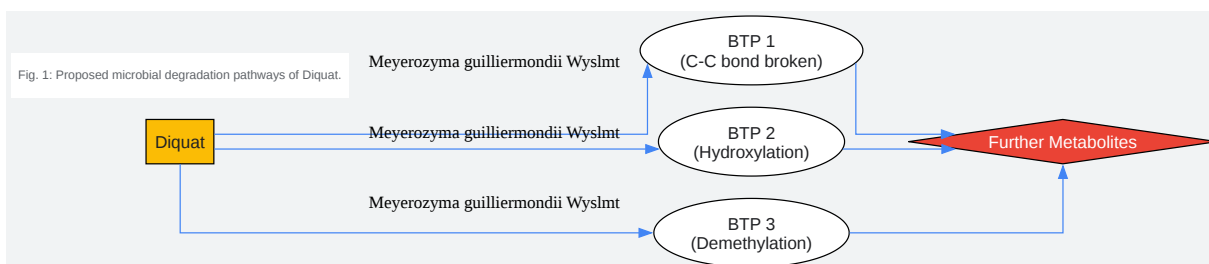 Fig. 1: Proposed microbial degradation pathways of Diquat.
Meyerozyma guilliermondii Wyslmt
BTP 1
(C-C bond broken)
Diquat
Meyerozyma guilliermondii Wyslmt
BTP 2
(Hydroxylation)
Further Metabolites
Meyerozyma guilliermondii Wyslmt
BTP 3
(Demethylation)